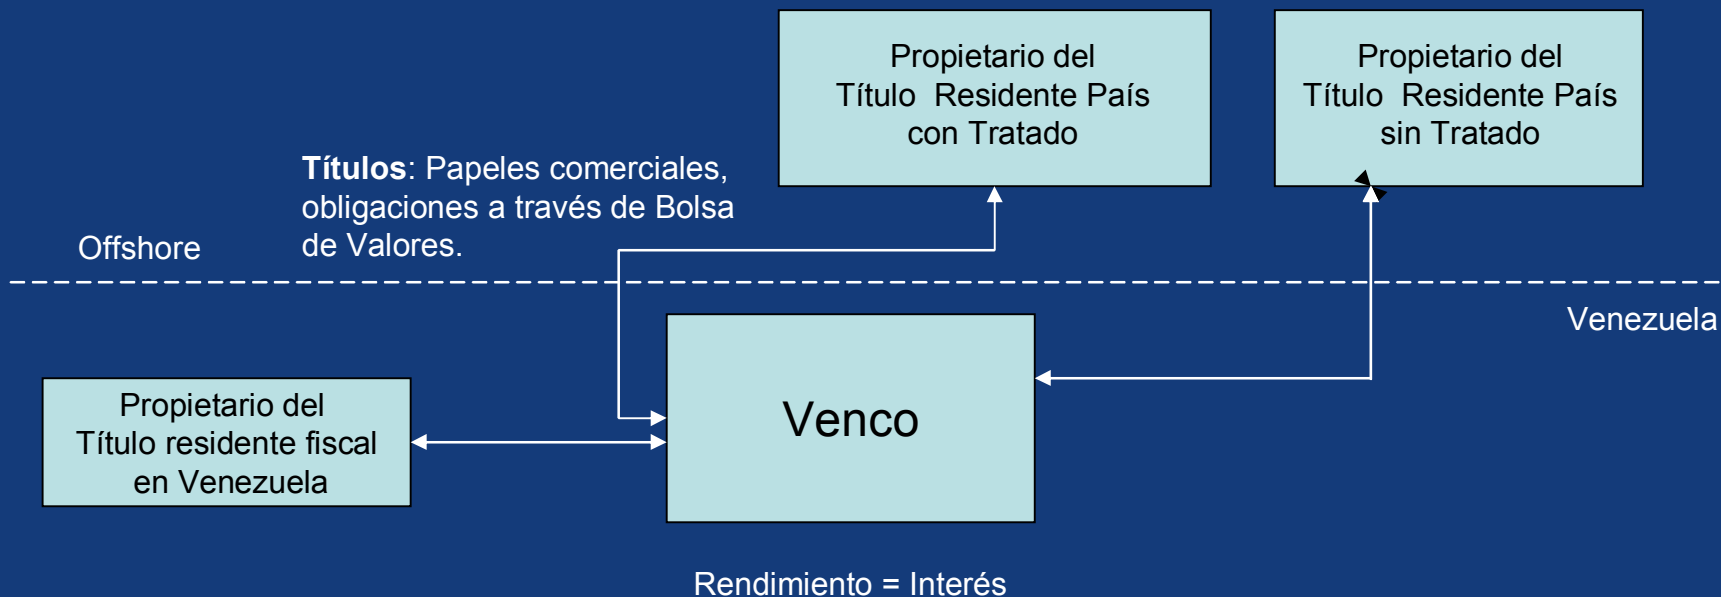 Propietario del
Título Residente País
con Tratado
Propietario del
Título Residente País
sin Tratado
Títulos: Papeles comerciales,
obligaciones a través de Bolsa
de Valores.
Offshore
Venezuela
Propietario del
Título residente fiscal
en Venezuela
Venco
Rendimiento = Interés